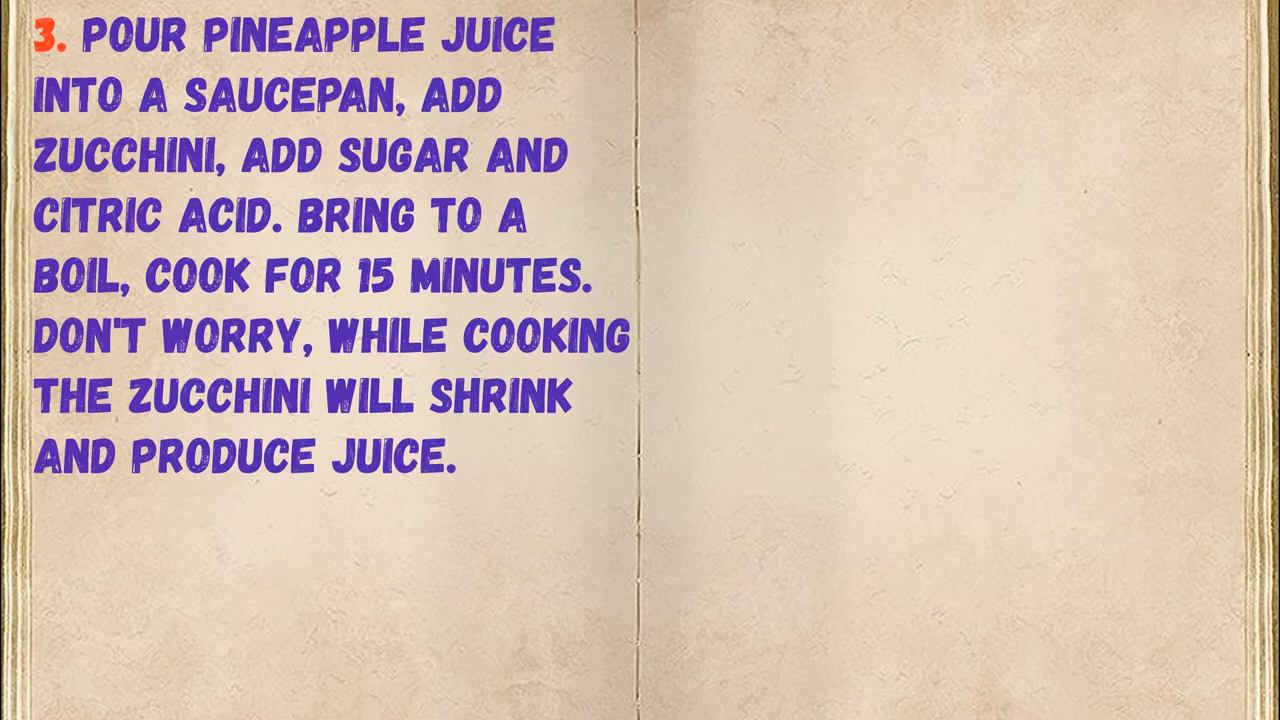 3. POUR PINEAPPLE JUICE
INTO A SAUCEPAN, ADD
ZUCCHINI, ADD SUGAR AND
CITRIC ACID. BRING TO A
BOIL, COOK FOR 15 MINUTES.
DON'T WORRY, WHILE COOKING
THE ZUCCHINI WILL SHRINK
AND PRODUCE JUICE.